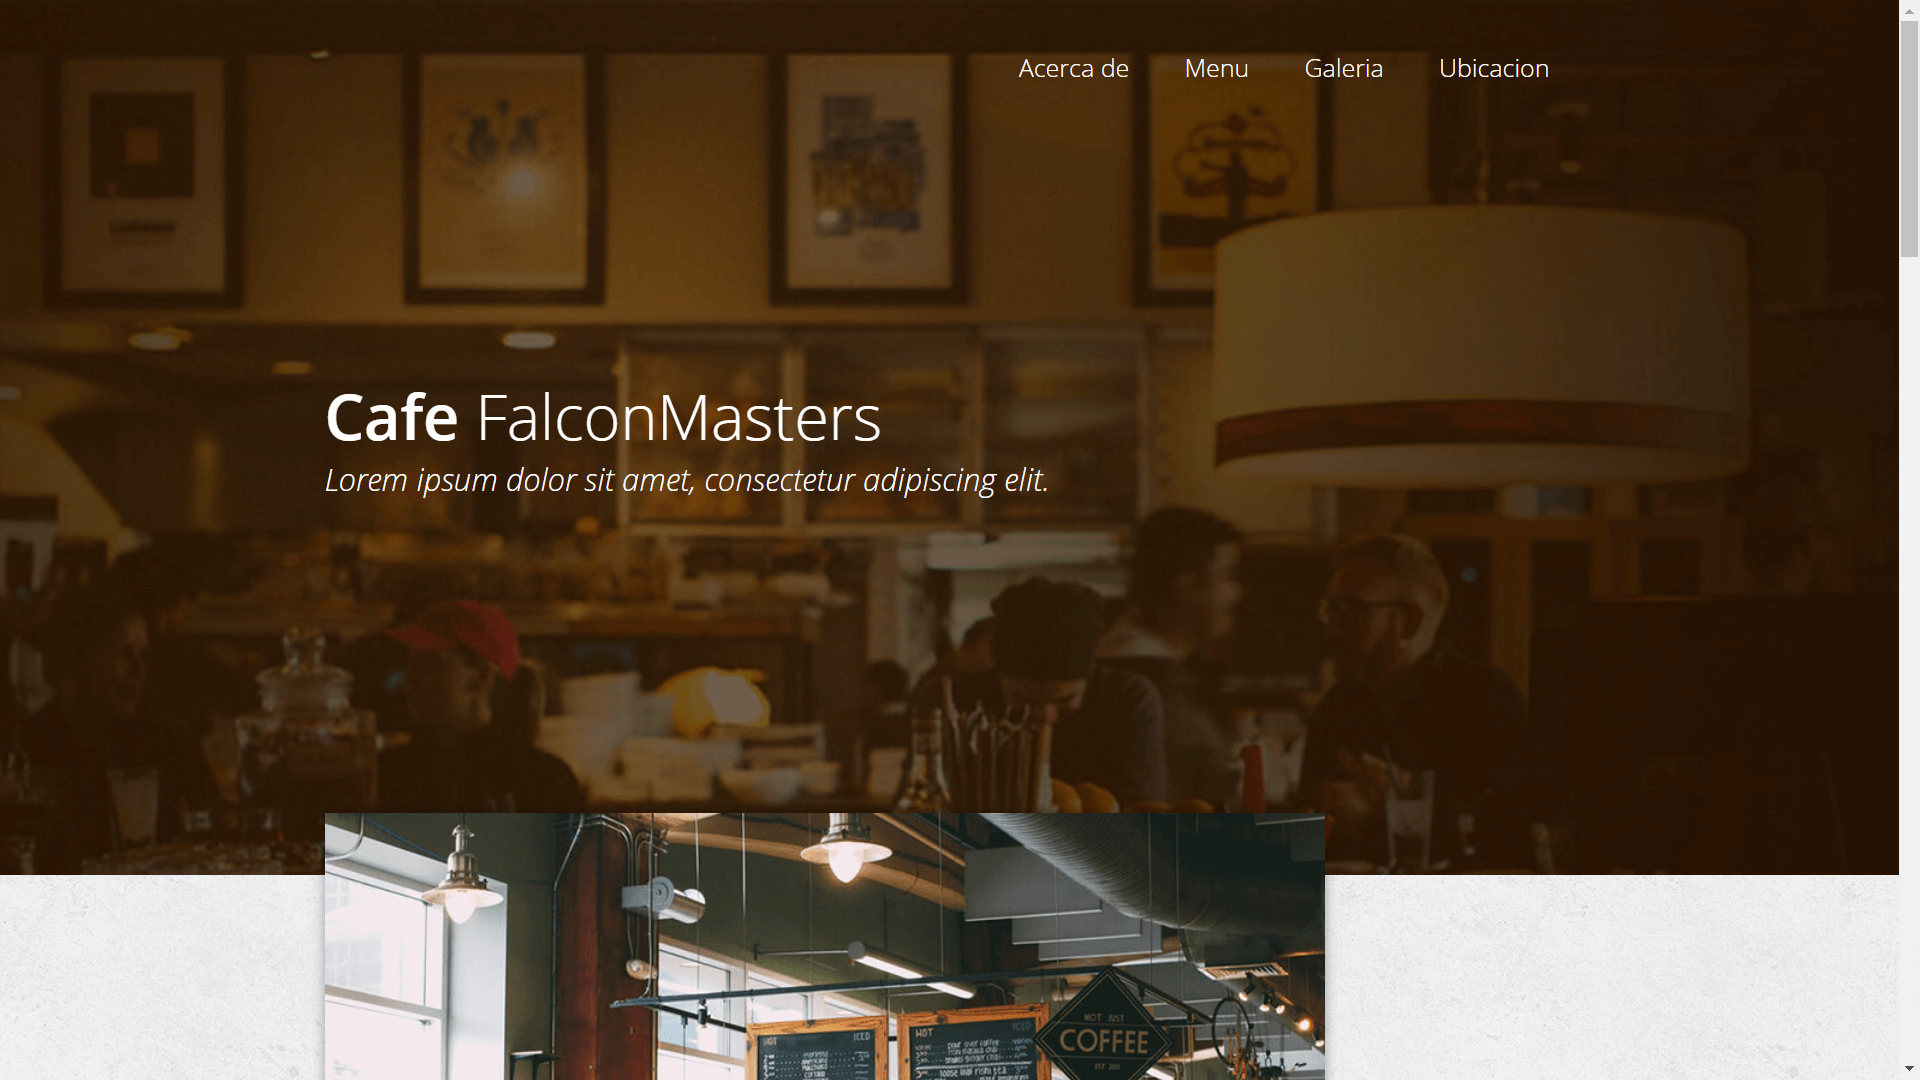 Acerca de Menu Galeria Ubicacion
Cafe FalconMasters
Lorem ipsum dolor sit amet, consectetur adipiscing elit.
HOT ICED
HOT ICED
NOT JUST
COFFEE